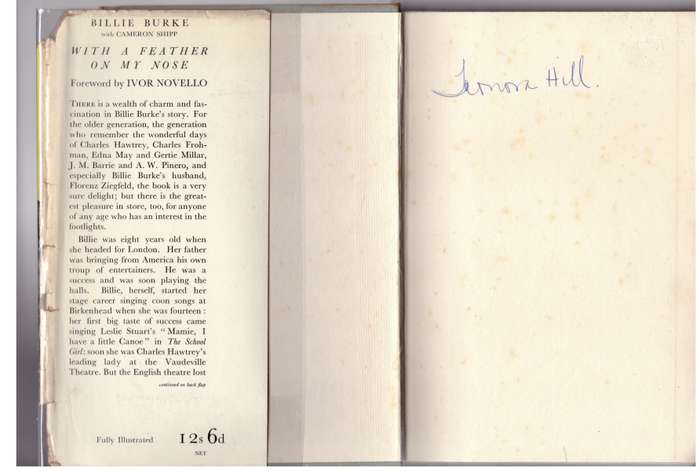 BILLIE BURKE
with CAMERON SHIPP
WITH A FEATHER
ON MY NOSE
Foreword by IVOR NOVELLO
THERE is a wealth of charm and fas-
cination in Billie Burke's story. For
the older generation, the generation
who remember the wonderful days
of Charles Hawtrey, Charles Froh-
man, Edna May and Gertie Millar,
J. M. Barrie and A. W. Pinero, and
especially Billie Burke's husband,
Florenz Ziegfeld, the book is a very
sure delight; but there is the great-
est pleasure in store, too, for anyone
of any age who has an interest in the
footlights.
Billie was eight years old when
she headed for London. Her father
was bringing from America his own
troup of entertainers. He was a
success and was soon playing the
halls. Billie, herself, started her
stage career singing coon songs at
Birkenhead when she was fourteen :
her first big taste of success came
singing Leslie Stuart's "Mamie, I
have a little Canoe" in The School
Girl: soon she was Charles Hawtrey's
leading lady at the Vaudeville
Theatre. But the English theatre lost
continued on back flap
Fully Illustrated 12s 6d
NET
Leonora Hill.